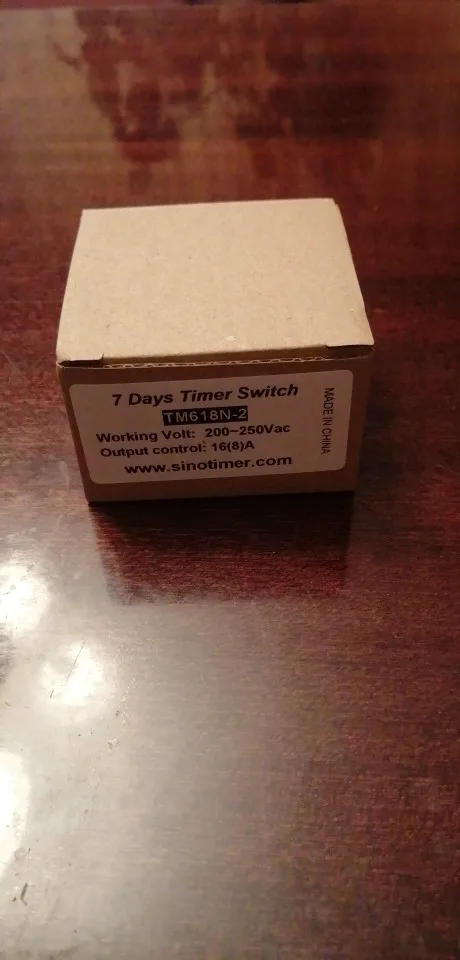 7 Days Timer Switch
TM618N-2
Working Volt: 200~250Vac
Output control: 16(8)A
www.sinotimer.com
MADE IN CHINA